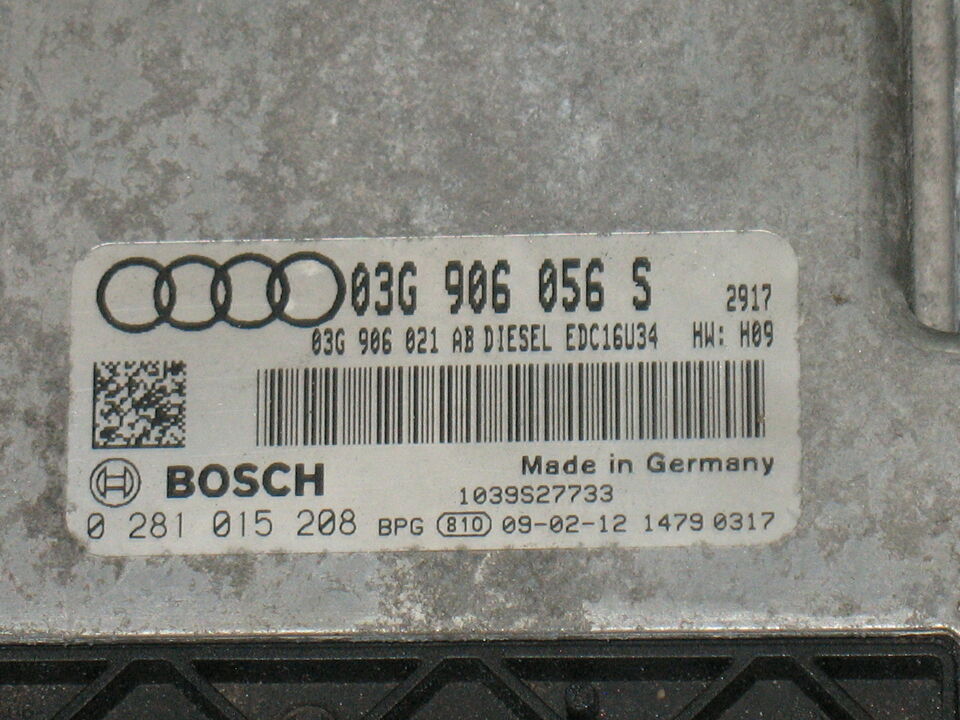 03G 906 056 S 2917
03G 906 021 AB DIESEL EDC16U34 HW: H09
Made in Germany
BOSCH 1039S27733
0 281 015 208 BPG 810 09-02-12 1479 0317